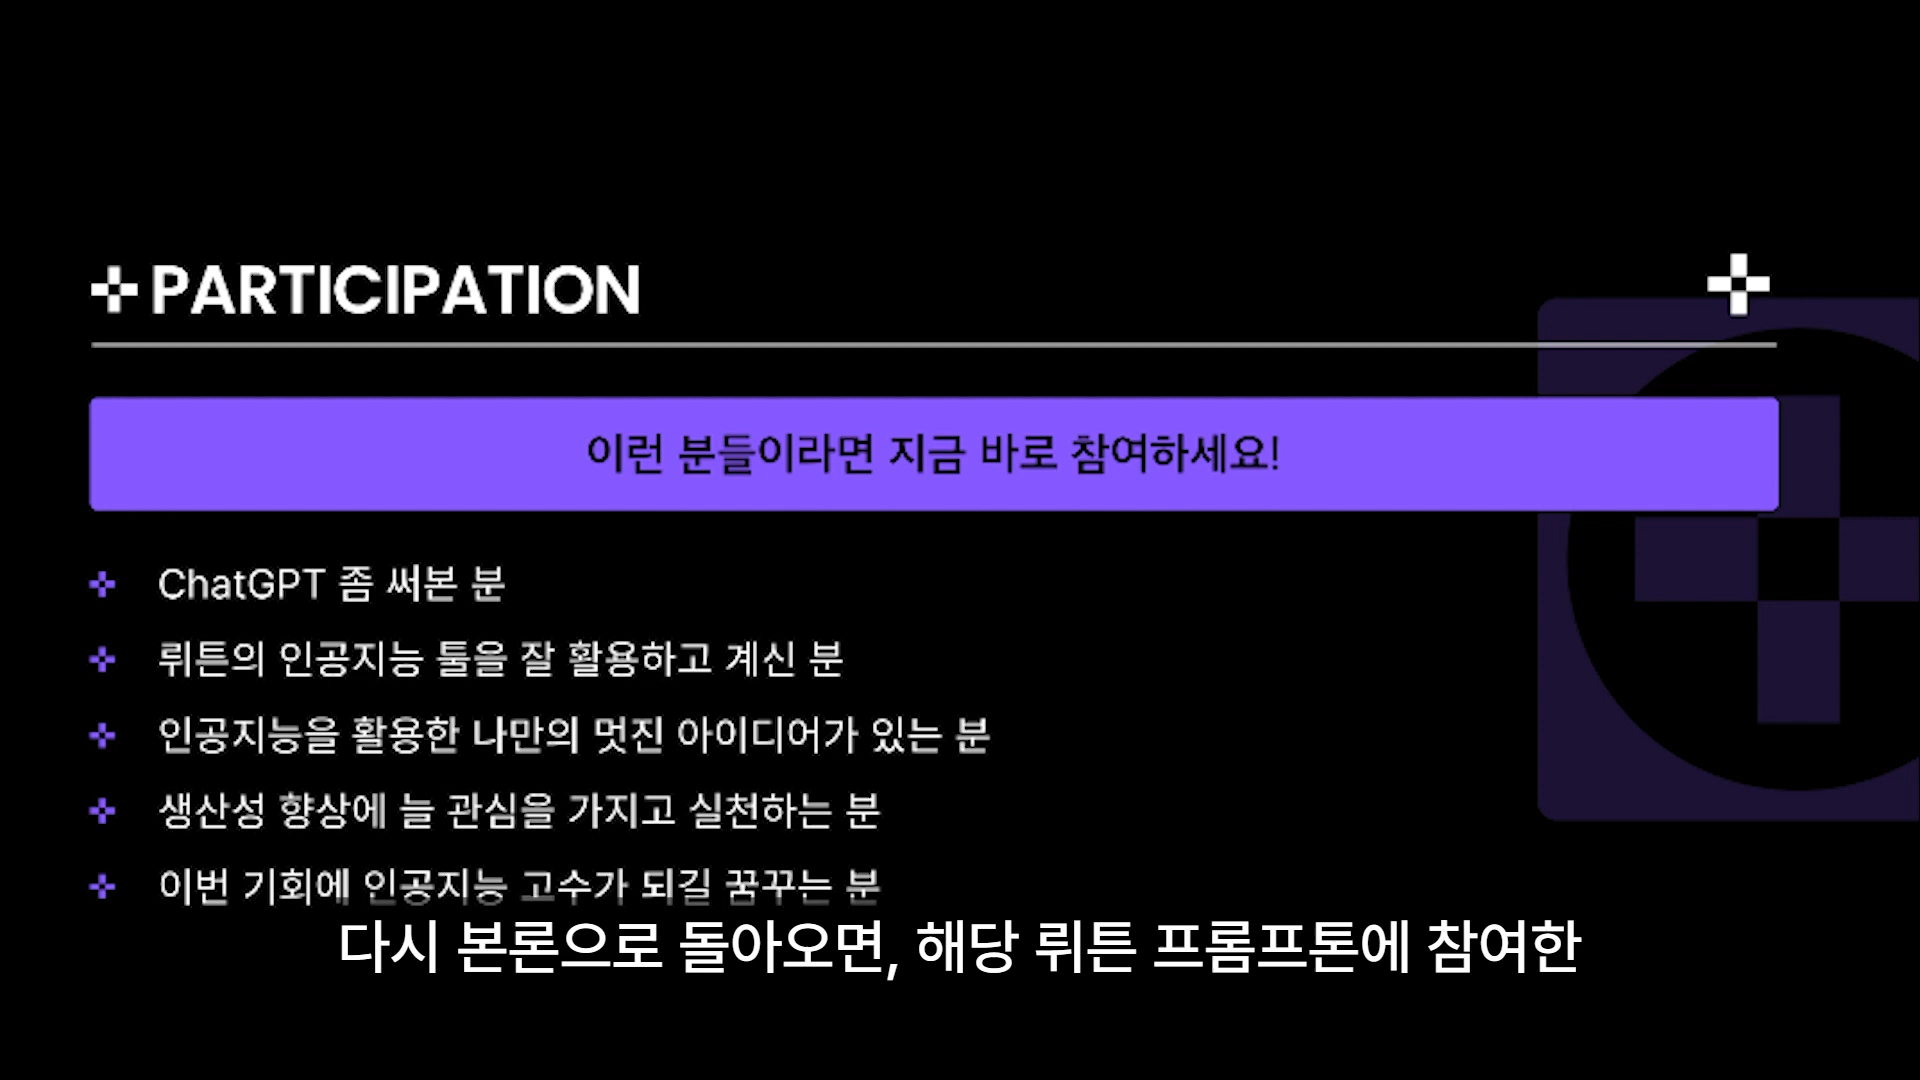 PARTICIPATION
이런 분들이라면 지금 바로 참여하세요!
ChatGPT 좀 써본 분
뤼튼의 인공지능 툴을 잘 활용하고 계신 분
인공지능을 활용한 나만의 멋진 아이디어가 있는 분
생산성 향상에 늘 관심을 가지고 실천하는 분
이번 기회에 인공지능 고수가 되길 꿈꾸는 분
다시 본론으로 돌아오면, 해당 뤼튼 프롬프톤에 참여한